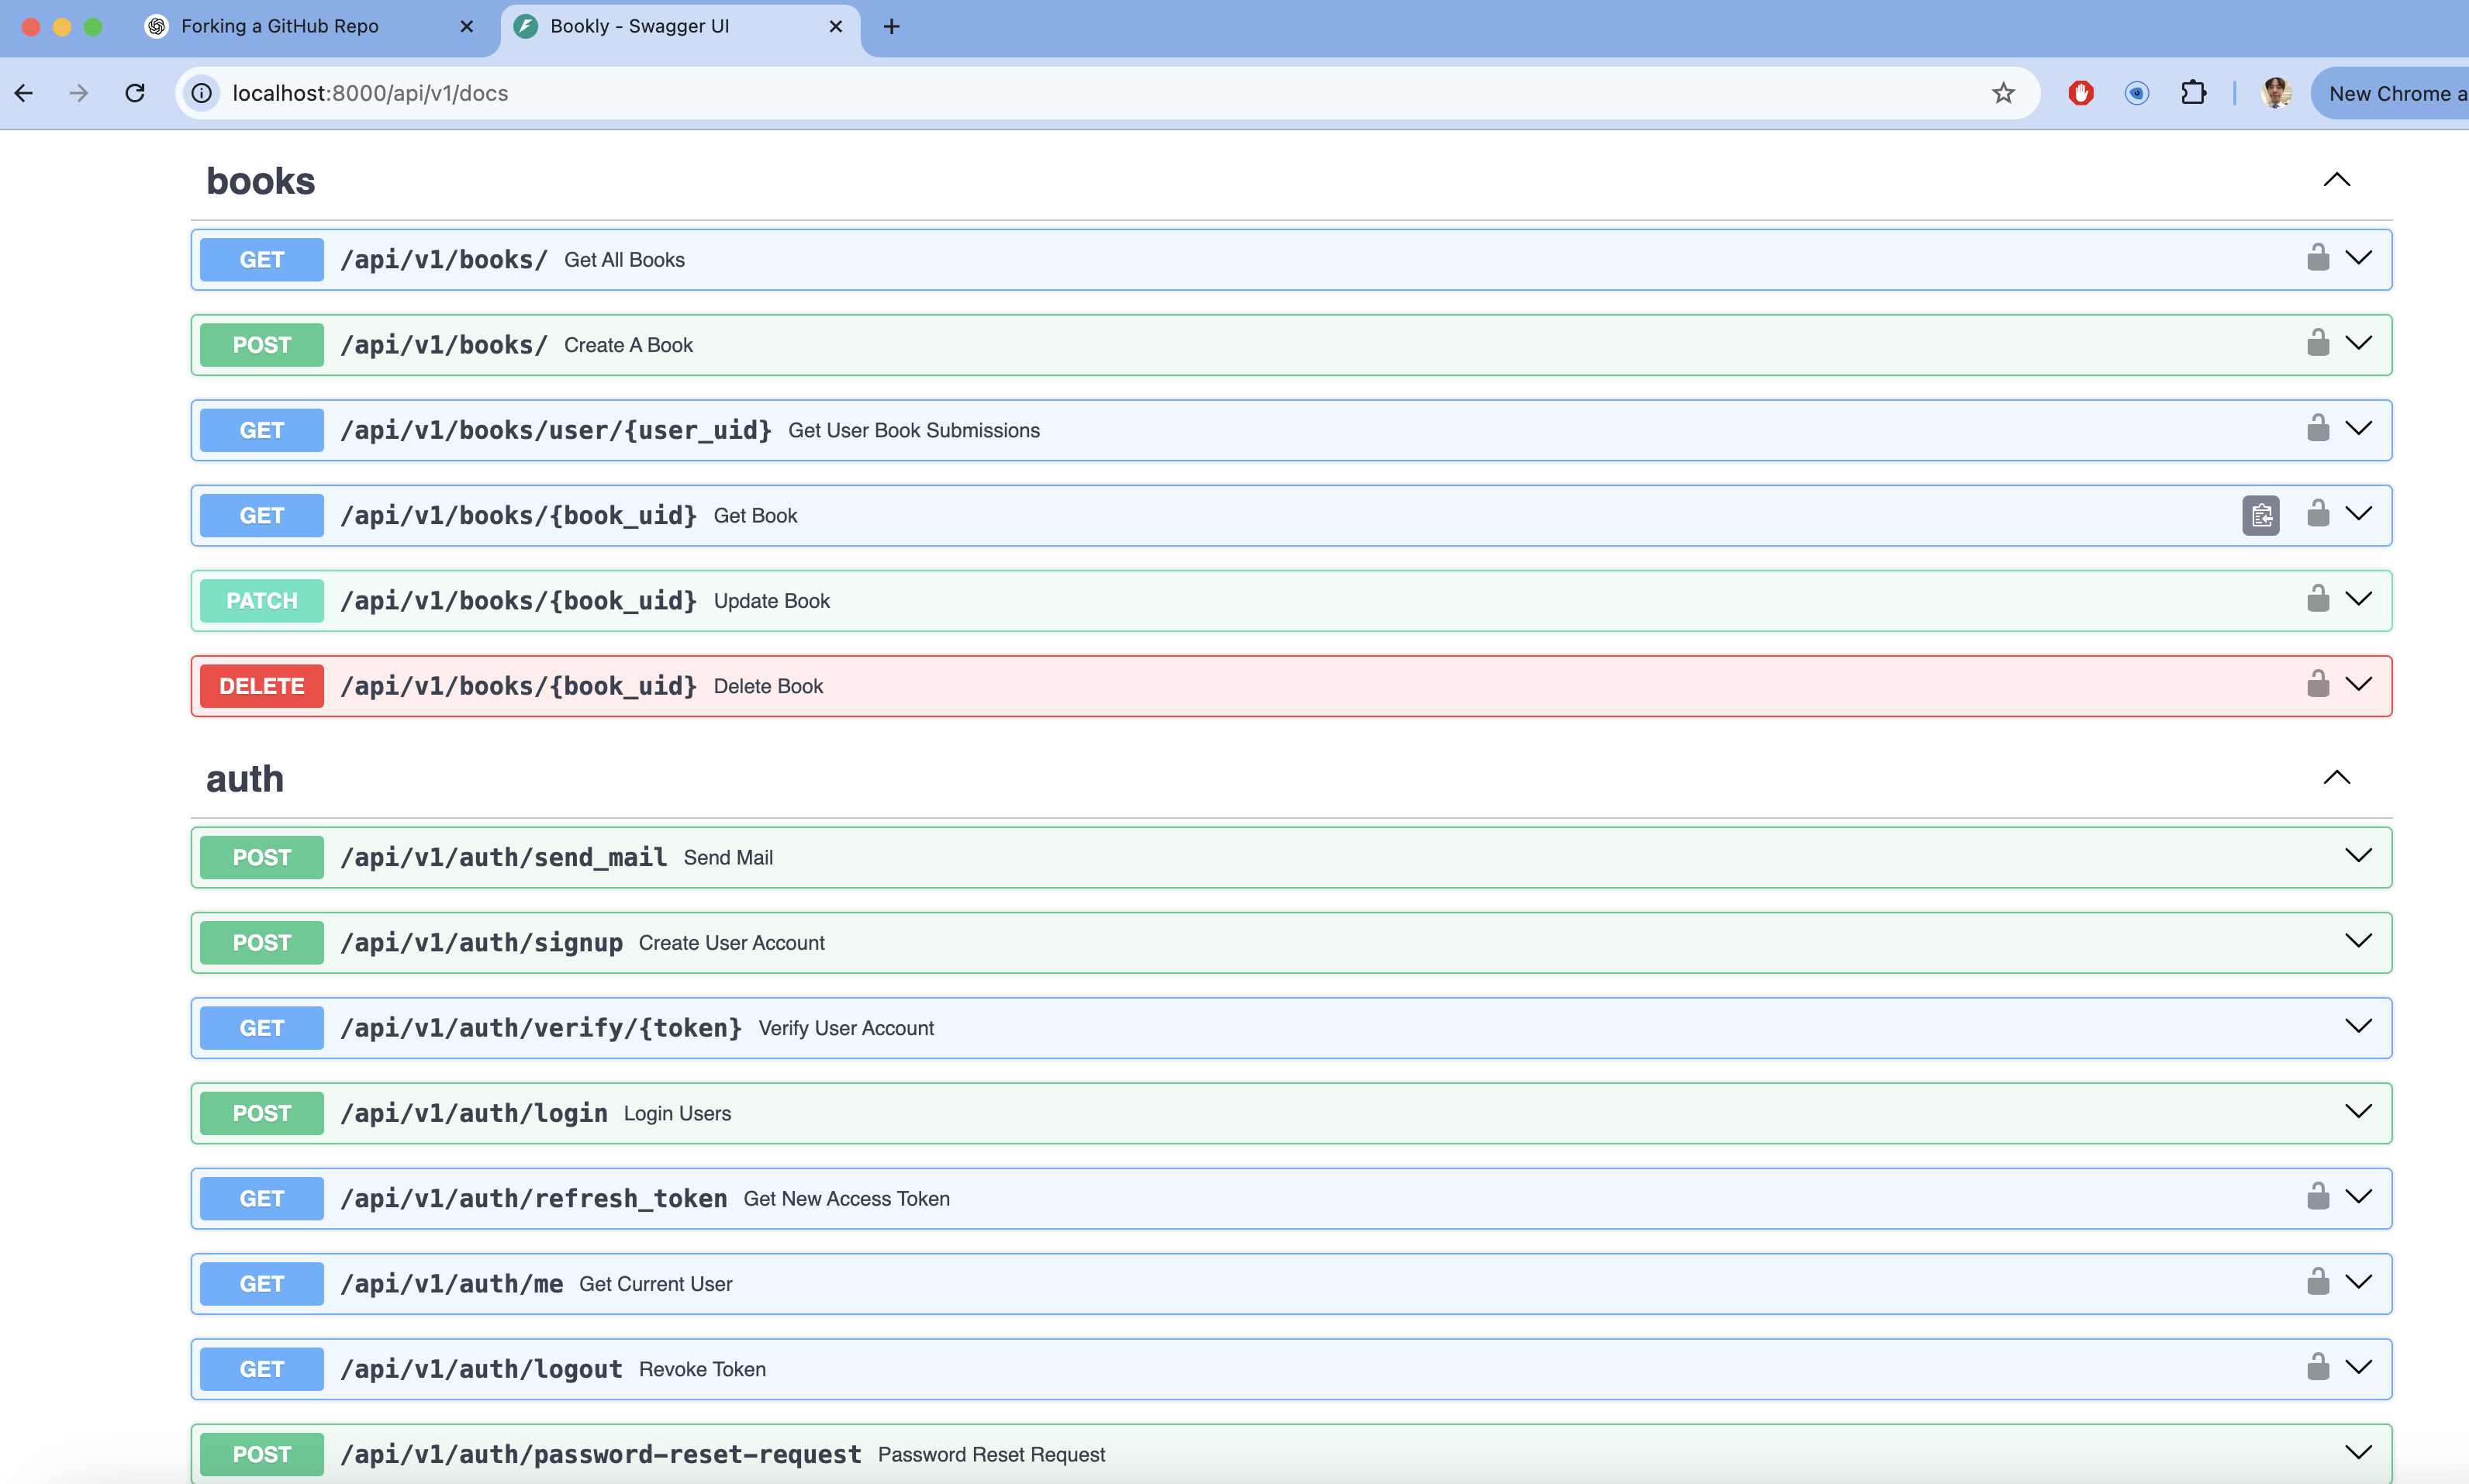 Forking a GitHub Repo
Bookly - Swagger UI
localhost:8000/api/v1/docs
New Chrome a
books
GET /api/v1/books/ Get All Books
POST /api/v1/books/ Create A Book
GET /api/v1/books/user/{user_uid} Get User Book Submissions
GET /api/v1/books/{book_uid} Get Book
PATCH /api/v1/books/{book_uid} Update Book
DELETE /api/v1/books/{book_uid} Delete Book
auth
POST /api/v1/auth/send_mail Send Mail
POST /api/v1/auth/signup Create User Account
GET /api/v1/auth/verify/{token} Verify User Account
POST /api/v1/auth/login Login Users
GET /api/v1/auth/refresh_token Get New Access Token
GET /api/v1/auth/me Get Current User
GET /api/v1/auth/logout Revoke Token
POST /api/v1/auth/password-reset-request Password Reset Request